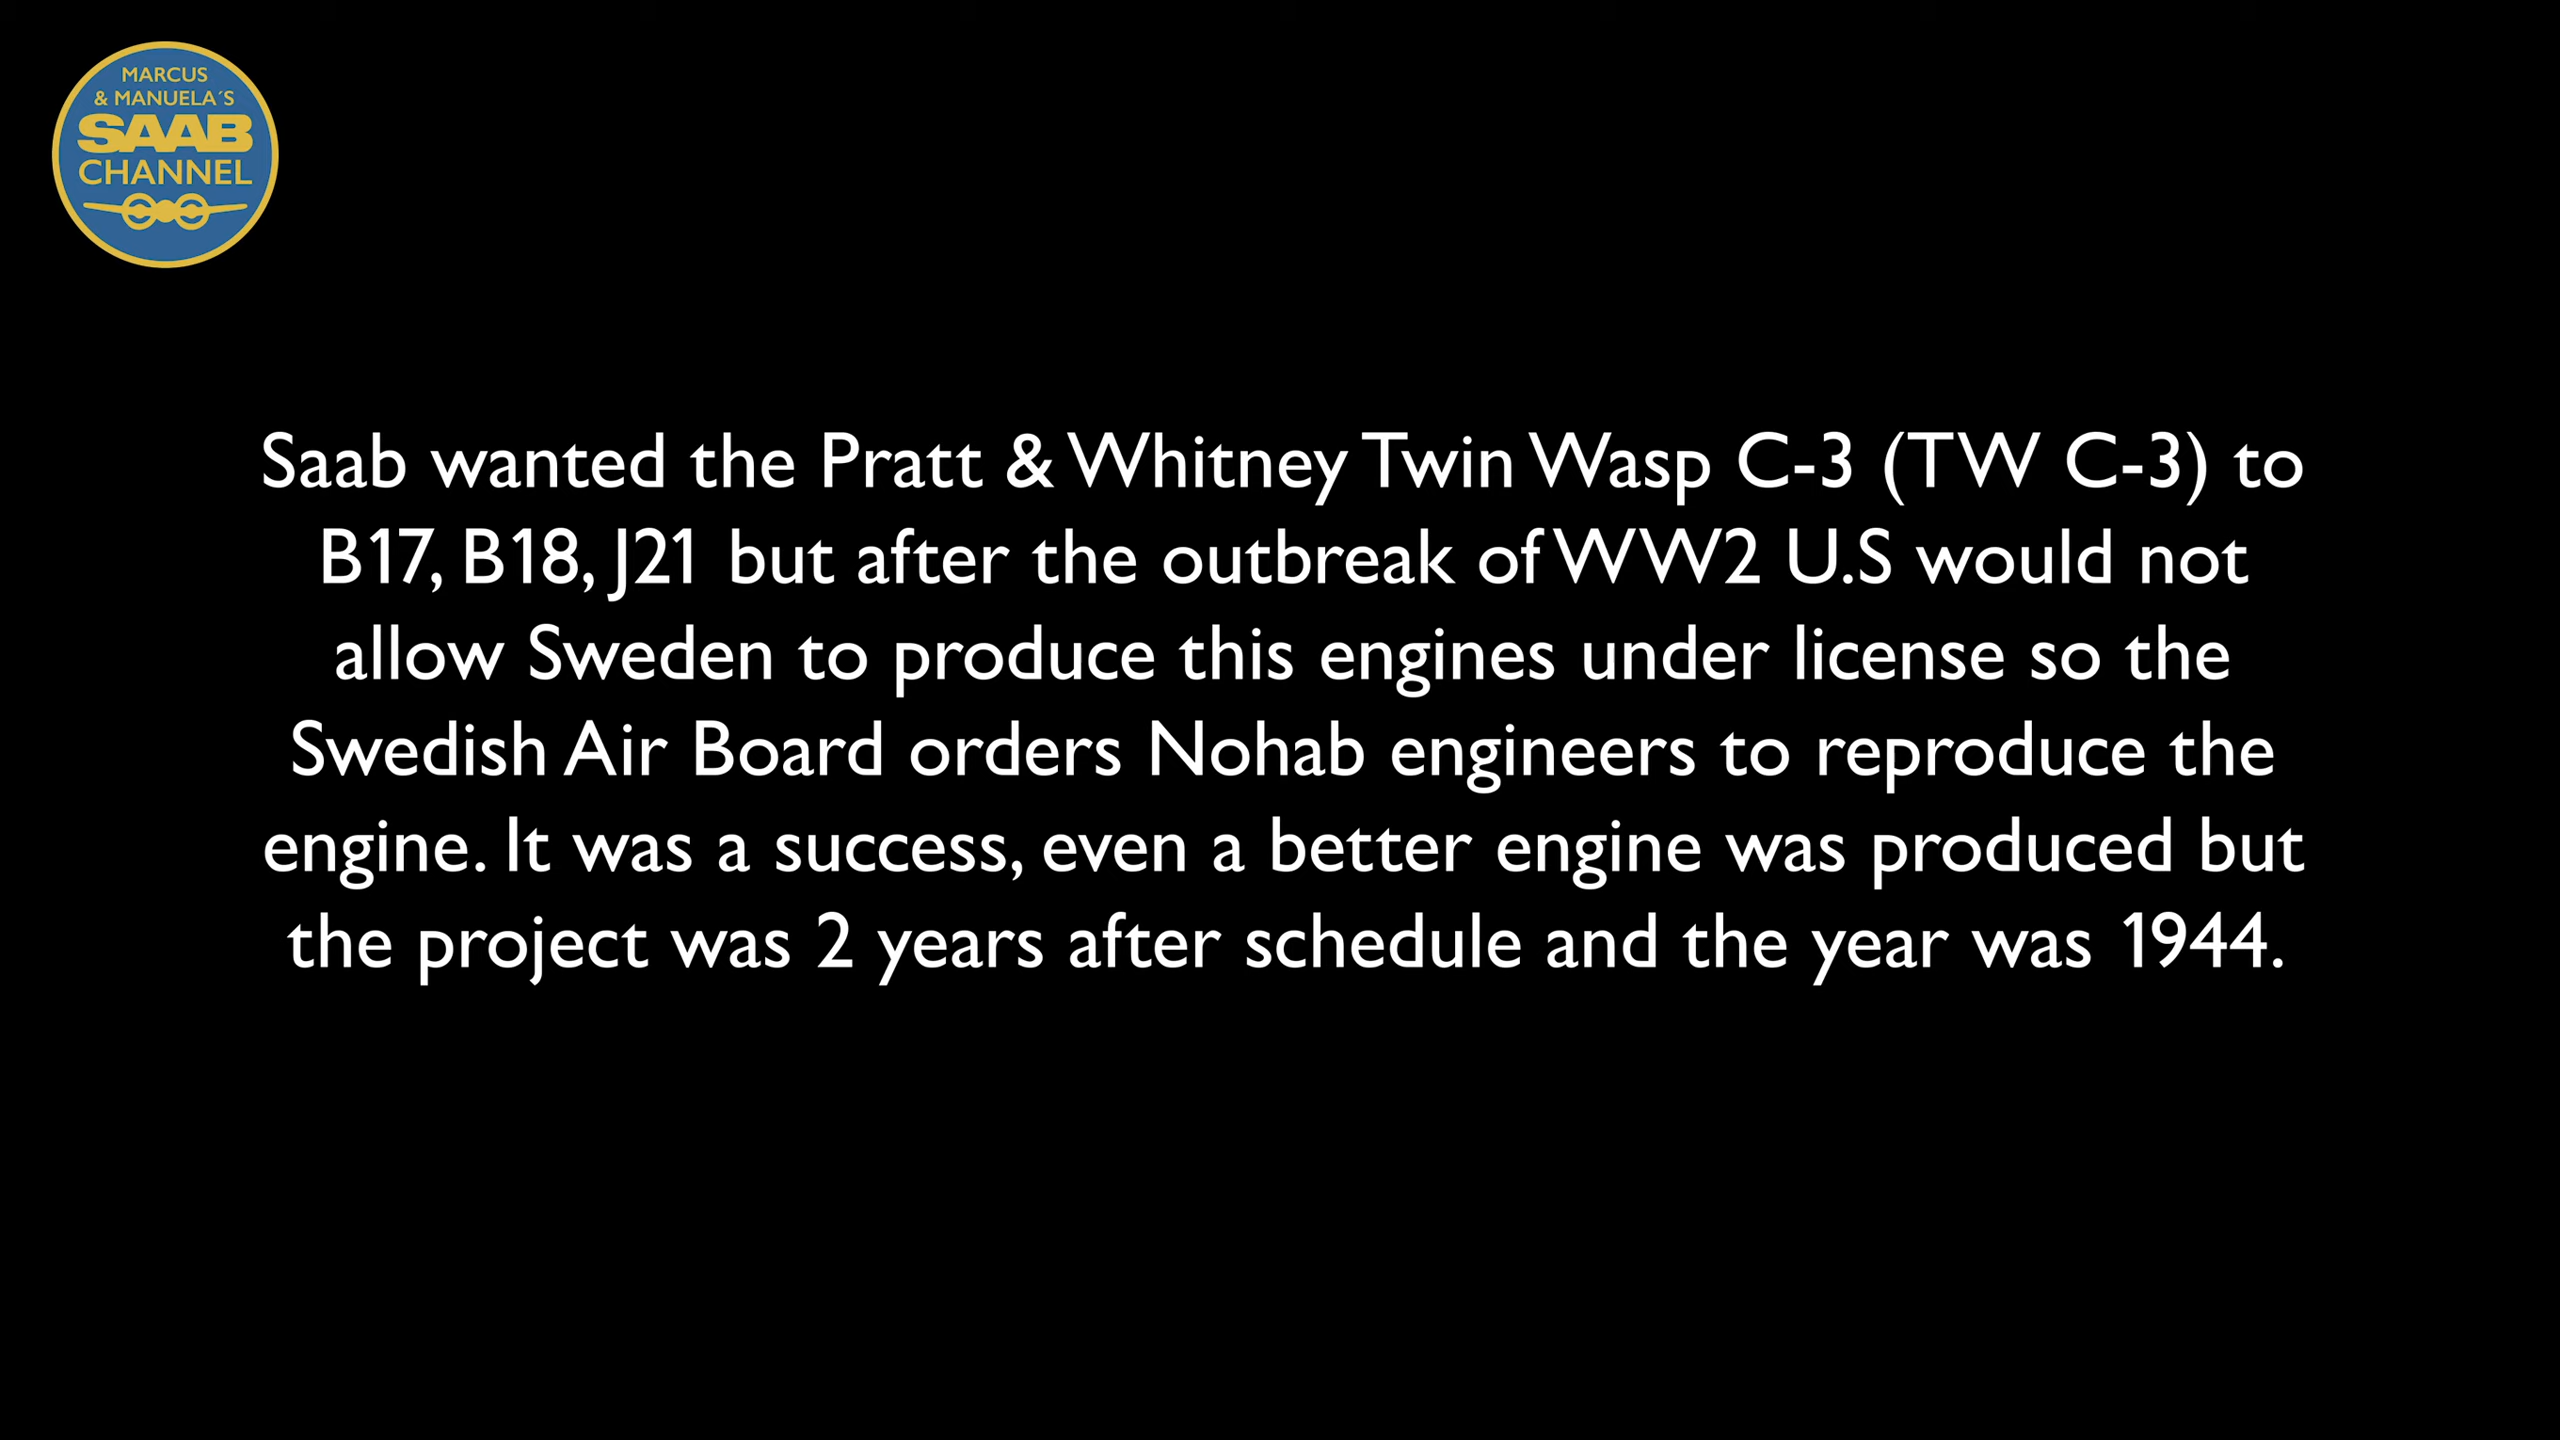 MARCUS
& MANUELA´S
SAAB
CHANNEL
Saab wanted the Pratt & Whitney Twin Wasp C-3 (TW C-3) to
B17, B18, J21 but after the outbreak of WW2 U.S would not
allow Sweden to produce this engines under license so the
Swedish Air Board orders Nohab engineers to reproduce the
engine. It was a success, even a better engine was produced but
the project was 2 years after schedule and the year was 1944.